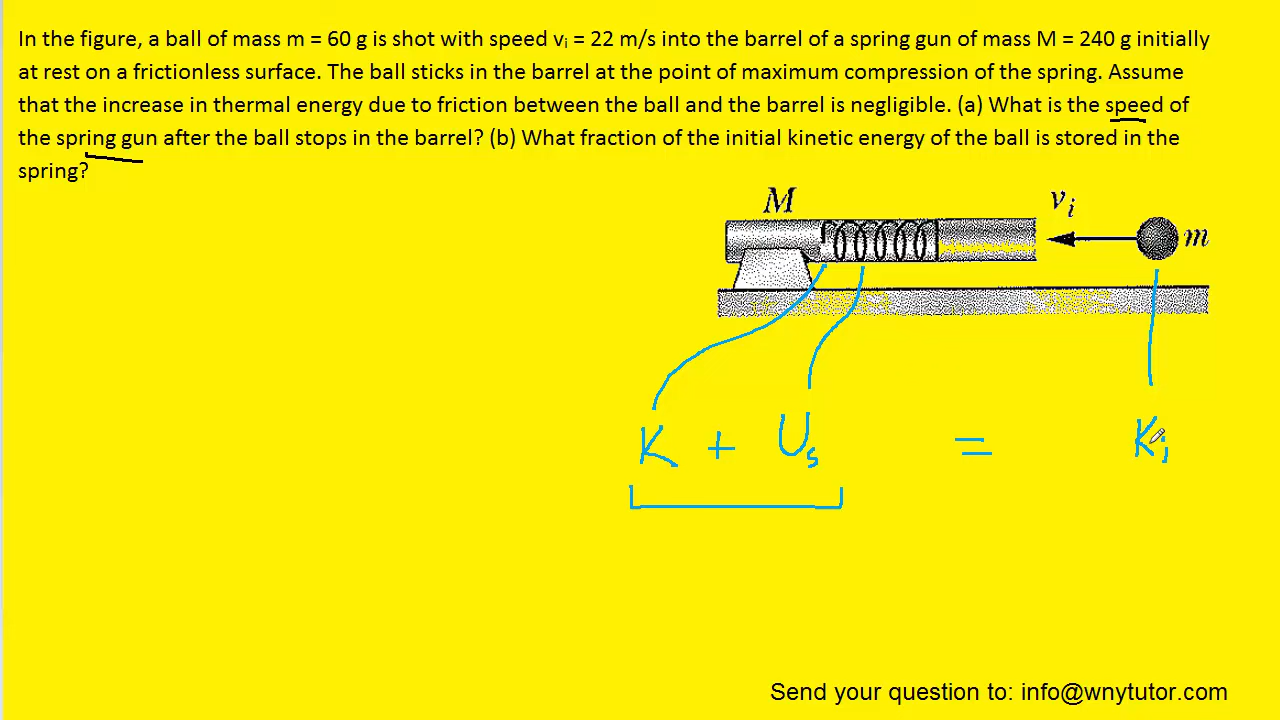 In the figure, a ball of mass m = 60 g is shot with speed vᵢ = 22 m/s into the barrel of a spring gun of mass M = 240 g initially
at rest on a frictionless surface. The ball sticks in the barrel at the point of maximum compression of the spring. Assume
that the increase in thermal energy due to friction between the ball and the barrel is negligible. (a) What is the speed of
the spring gun after the ball stops in the barrel? (b) What fraction of the initial kinetic energy of the ball is stored in the
spring?
M vᵢ
m
K + Uₛ = Kᵢ
Send your question to: info@wnytutor.com